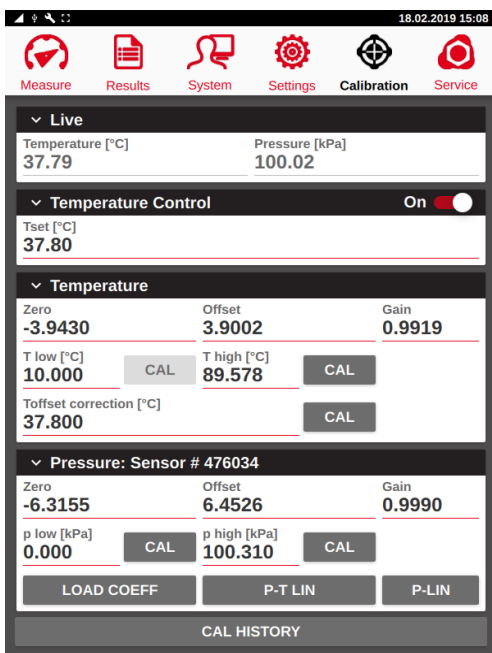 18.02.2019 15:08
Measure Results System Settings Calibration Service
Live
Temperature [°C] Pressure [kPa]
37.79 100.02
Temperature Control On
Tset [°C]
37.80
Temperature
Zero Offset Gain
-3.9430 3.9002 0.9919
T low [°C] T high [°C]
10.000 CAL 89.578 CAL
Toffset correction [°C]
37.800 CAL
Pressure: Sensor # 476034
Zero Offset Gain
-6.3155 6.4526 0.9990
p low [kPa] p high [kPa]
0.000 CAL 100.310 CAL
LOAD COEFF P-T LIN P-LIN
CAL HISTORY